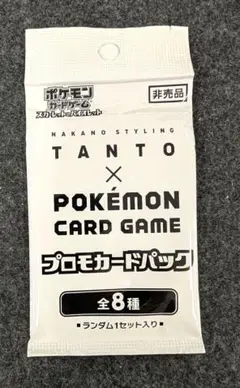 ポケモン
カードゲーム
スカーレット&バイオレット
非売品
NAKANO STYLING
TANTO
×
POKÉMON
CARD GAME
プロモカードパック
全8種
▪ランダム1セット入り▪